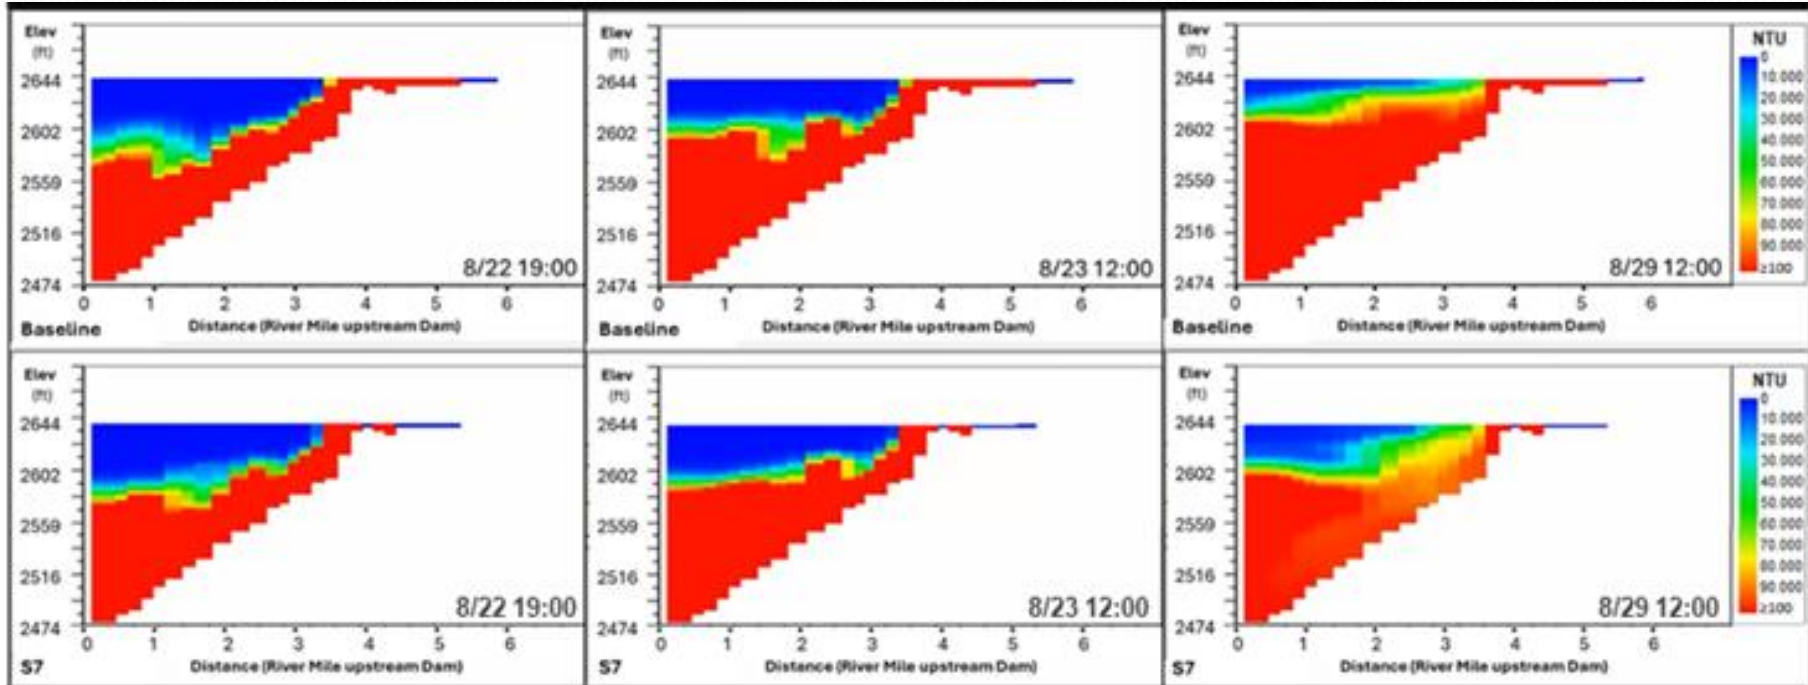 Elev
(ft)
2644
2602
2559
2516
2474
0 1 2 3 4 5 6
8/22 19:00
Baseline
Distance (River Mile upstream Dam)
Elev
(ft)
2644
2602
2559
2516
2474
0 1 2 3 4 5 6
8/23 12:00
Baseline
Distance (River Mile upstream Dam)
Elev
(ft)
2644
2602
2559
2516
2474
0 1 2 3 4 5 6
8/29 12:00
Baseline
Distance (River Mile upstream Dam)
NTU
0
10.000
20.000
30.000
40.000
50.000
60.000
70.000
80.000
90.000
≥100
Elev
(ft)
2644
2602
2559
2516
2474
0 1 2 3 4 5 6
8/22 19:00
S7
Distance (River Mile upstream Dam)
Elev
(ft)
2644
2602
2559
2516
2474
0 1 2 3 4 5 6
8/23 12:00
S7
Distance (River Mile upstream Dam)
Elev
(ft)
2644
2602
2559
2516
2474
0 1 2 3 4 5 6
8/29 12:00
S7
Distance (River Mile upstream Dam)
NTU
0
10.000
20.000
30.000
40.000
50.000
60.000
70.000
80.000
90.000
≥100